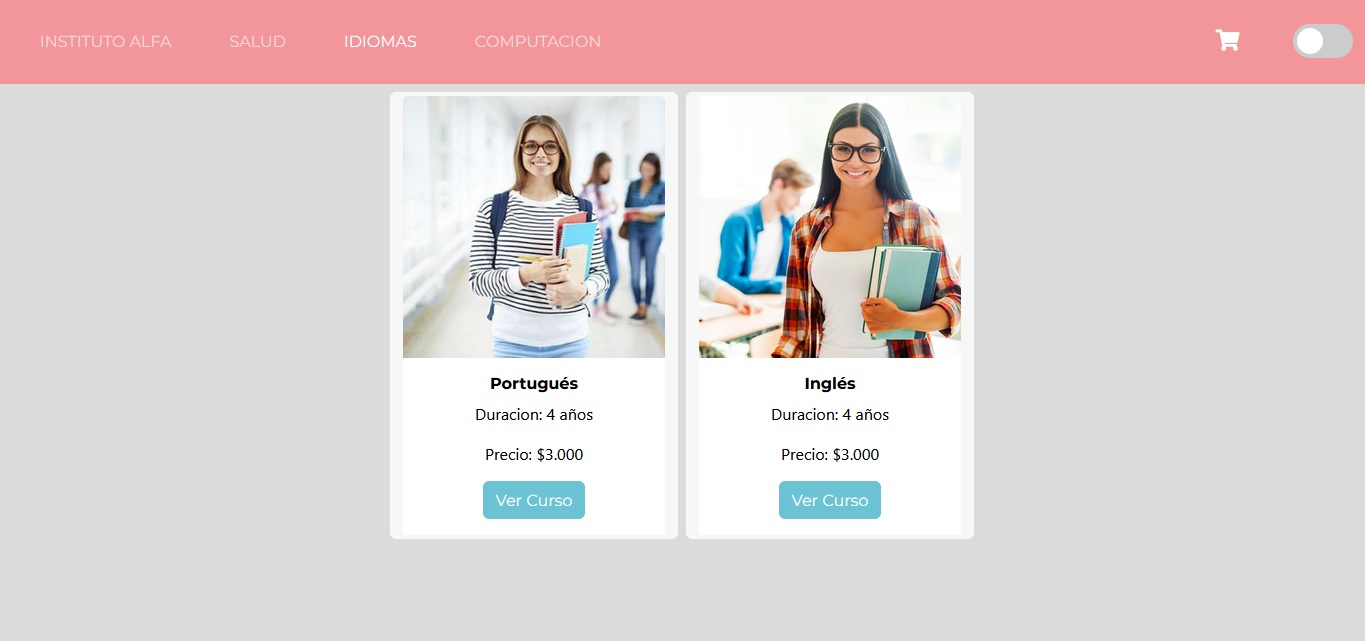 INSTITUTO ALFA SALUD IDIOMAS COMPUTACION
Portugués
Duracion: 4 años
Precio: $3.000
Ver Curso
Inglés
Duracion: 4 años
Precio: $3.000
Ver Curso